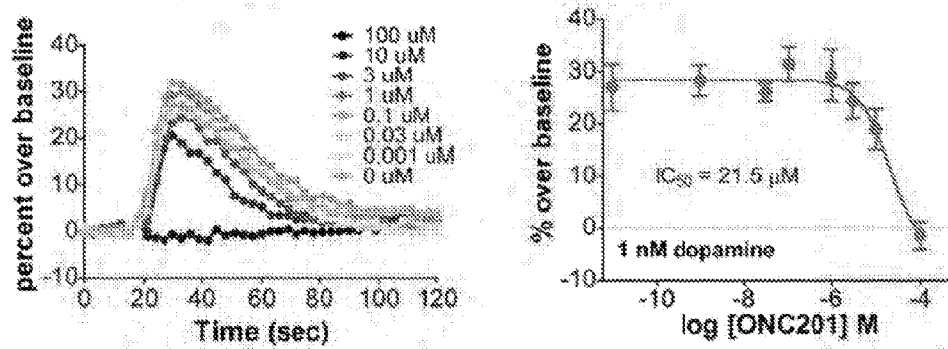 percent over baseline
40
30
20
10
0
-10
0 20 40 60 80 100 120
Time (sec)
100 uM
10 uM
3 uM
1 uM
0.1 uM
0.03 uM
0.001 uM
0 uM
% over baseline
40
30
20
10
0
-10
IC50 = 21.5 μM
1 nM dopamine
-10 -8 -6 -4
log [ONC201] M